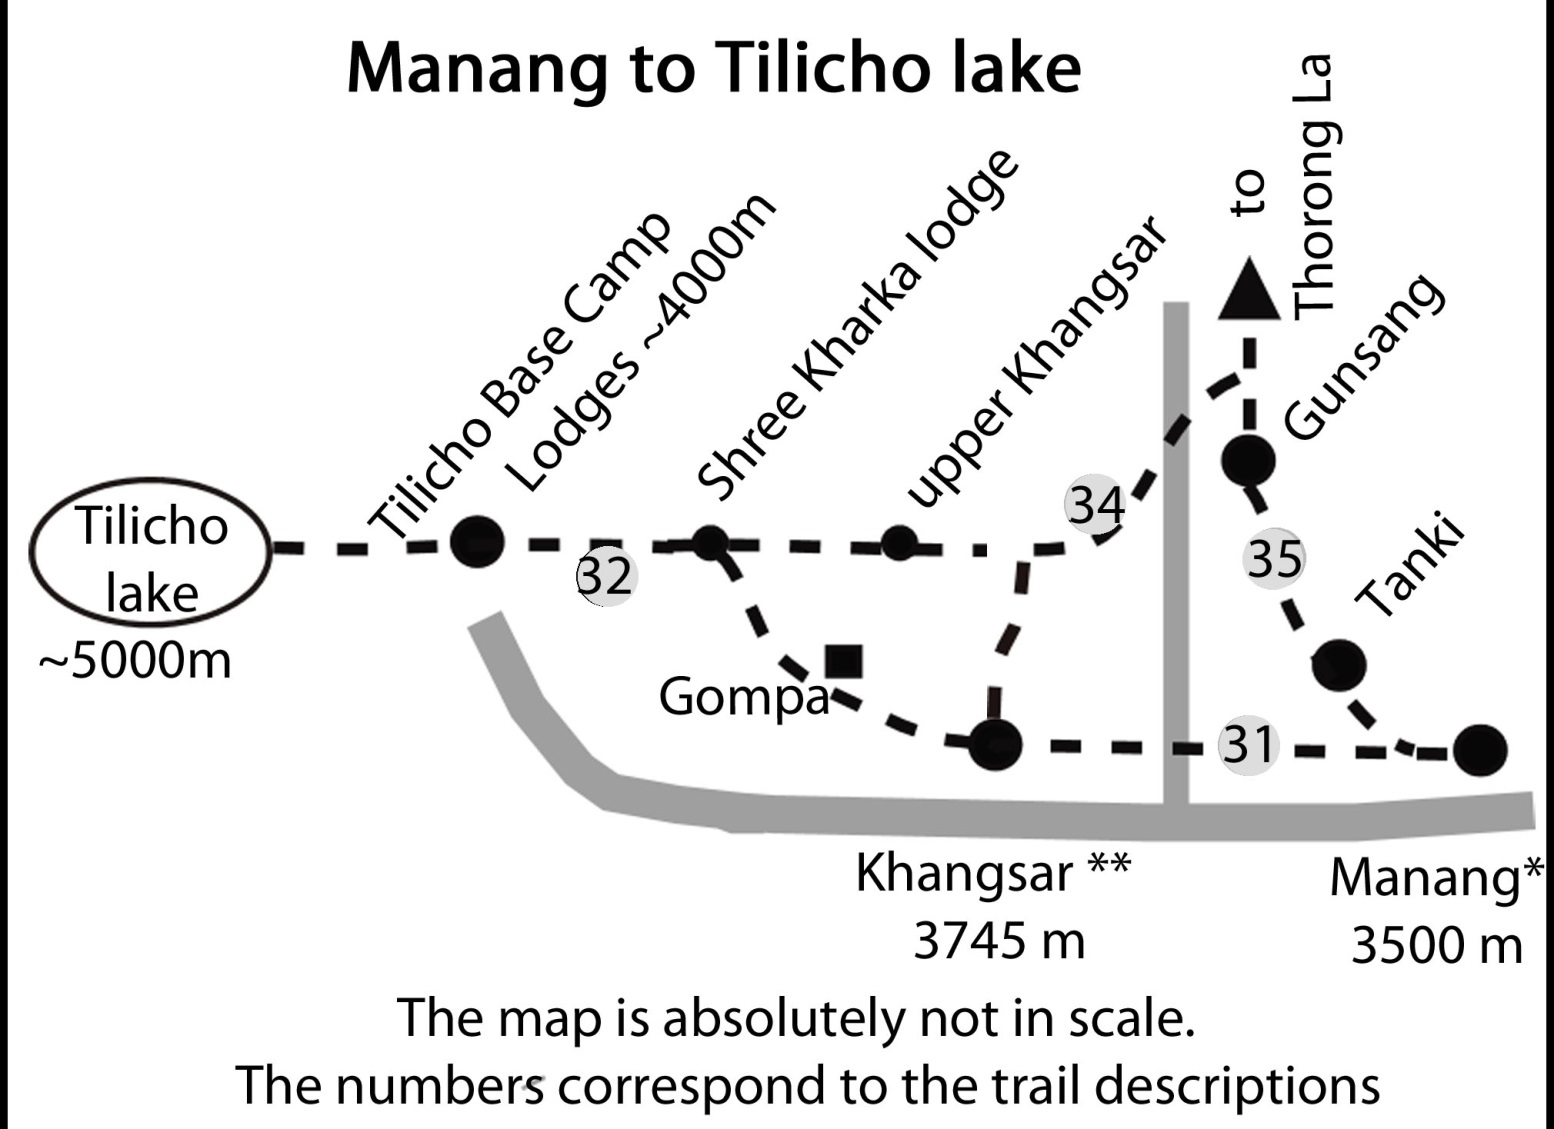 Manang to Tilicho lake
to
Thorong La
Tilicho Base Camp
Lodges ~4000m
Shree Kharka lodge
upper Khangsar
Gunsang
34
Tilicho
lake
~5000m
32
35
Tanki
Gompa
31
Khangsar **
3745 m
Manang*
3500 m
The map is absolutely not in scale.
The numbers correspond to the trail descriptions